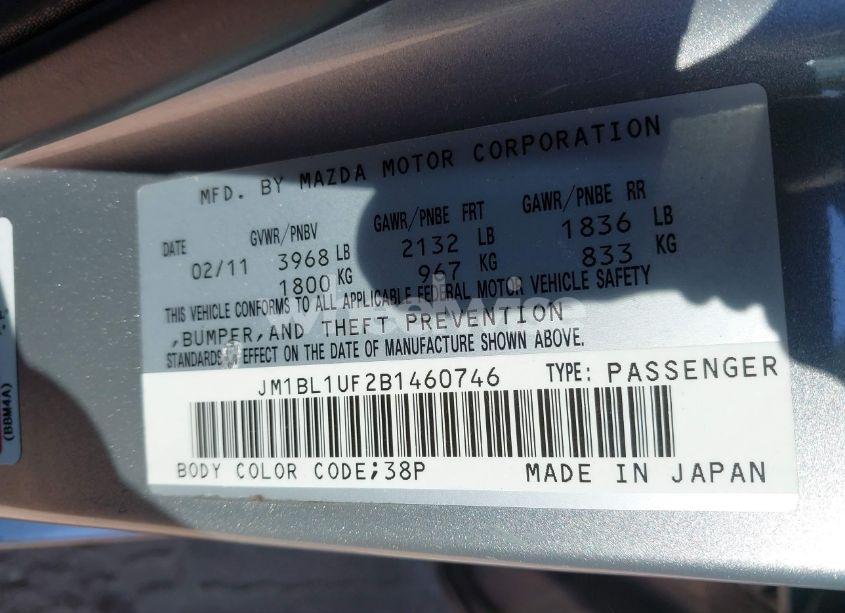 MFD. BY MAZDA MOTOR CORPORATION
DATE GVWR/PNBV GAWR/PNBE FRT GAWR/PNBE RR
02/11 3968 LB 2132 LB 1836 LB
1800 KG 967 KG 833 KG
THIS VEHICLE CONFORMS TO ALL APPLICABLE FEDERAL MOTOR VEHICLE SAFETY
,BUMPER,AND THEFT PREVENTION
STANDARDS EFFECT ON THE DATE OF MANUFACTURE SHOWN ABOVE.
JM1BL1UF2B1460746 TYPE: PASSENGER
BODY COLOR CODE;38P MADE IN JAPAN
(BBM4A)